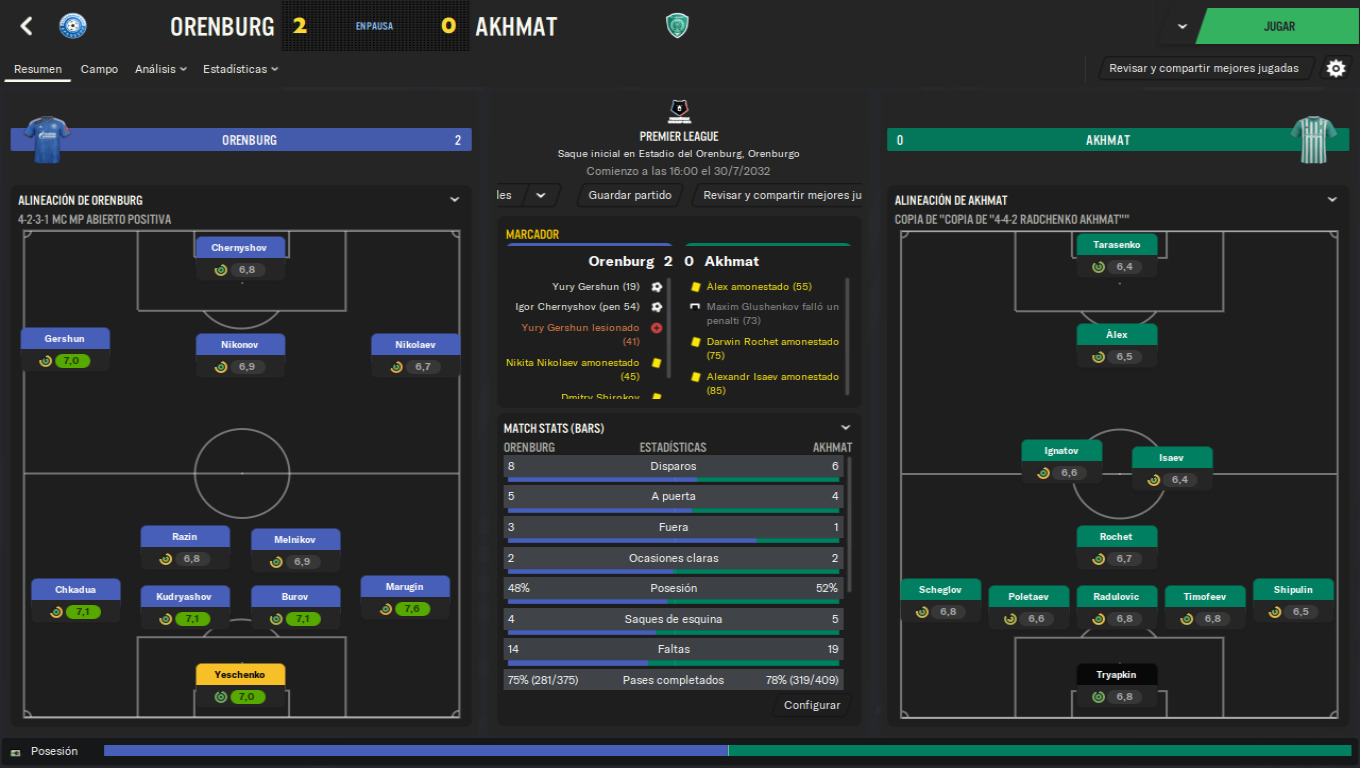 ORENBURG 2 EN PAUSA 0 AKHMAT
JUGAR
Resumen Campo Análisis Estadísticas
Revisar y compartir mejores jugadas
ORENBURG 2
PREMIER LEAGUE
Saque inicial en Estadio del Orenburg, Orenburgo
Comienzo a las 16:00 el 30/7/2032
les Guardar partido Revisar y compartir mejores ju
0 AKHMAT
ALINEACIÓN DE ORENBURG
4-2-3-1 MC MP ABIERTO POSITIVA
Chernyshov
6,8
Gershun
7,0
Nikonov
6,9
Nikolaev
6,7
Razin
6,8
Melnikov
6,9
Chkadua
7,1
Kudryashov
7,1
Burov
7,1
Marugin
7,6
Yeschenko
7,0
MARCADOR
Orenburg 2 0 Akhmat
Yury Gershun (19)
Igor Chernyshov (pen 54)
Yury Gershun lesionado
(41)
Nikita Nikolaev amonestado
(45)
Dmitry Shirokov
Àlex amonestado (55)
Maxim Glushenkov falló un
penalti (73)
Darwin Rochet amonestado
(75)
Alexandr Isaev amonestado
(85)
MATCH STATS (BARS)
ORENBURG ESTADÍSTICAS AKHMAT
8 Disparos 6
5 A puerta 4
3 Fuera 1
2 Ocasiones claras 2
48% Posesión 52%
4 Saques de esquina 5
14 Faltas 19
75% (281/375) Pases completados 78% (319/409)
Configurar
ALINEACIÓN DE AKHMAT
COPIA DE "COPIA DE "4-4-2 RADCHENKO AKHMAT""
Tarasenko
6,4
Àlex
6,5
Ignatov
6,6
Isaev
6,4
Rochet
6,7
Scheglov
6,8
Poletaev
6,6
Radulovic
6,8
Timofeev
6,8
Shipulin
6,5
Tryapkin
6,8
Posesión